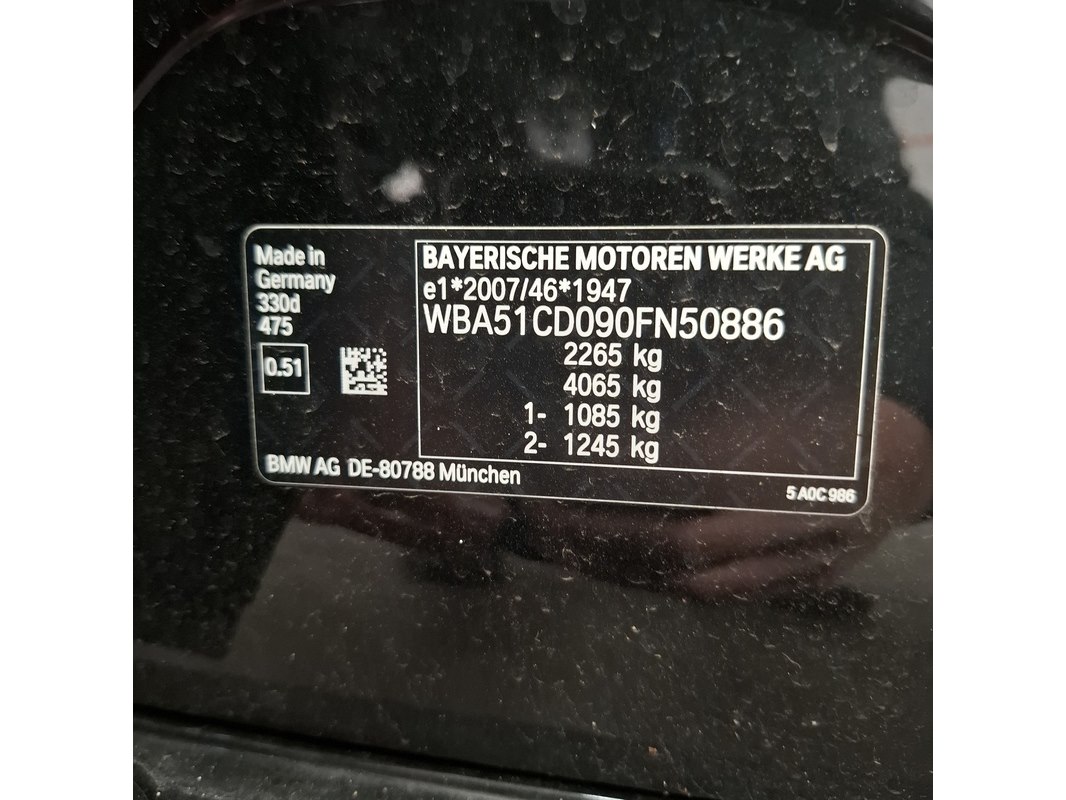 Made in
Germany
330d
475
0.51
BAYERISCHE MOTOREN WERKE AG
e1*2007/46*1947
WBA51CD090FN50886
2265 kg
4065 kg
1- 1085 kg
2- 1245 kg
BMW AG DE-80788 München
5 A0C 986